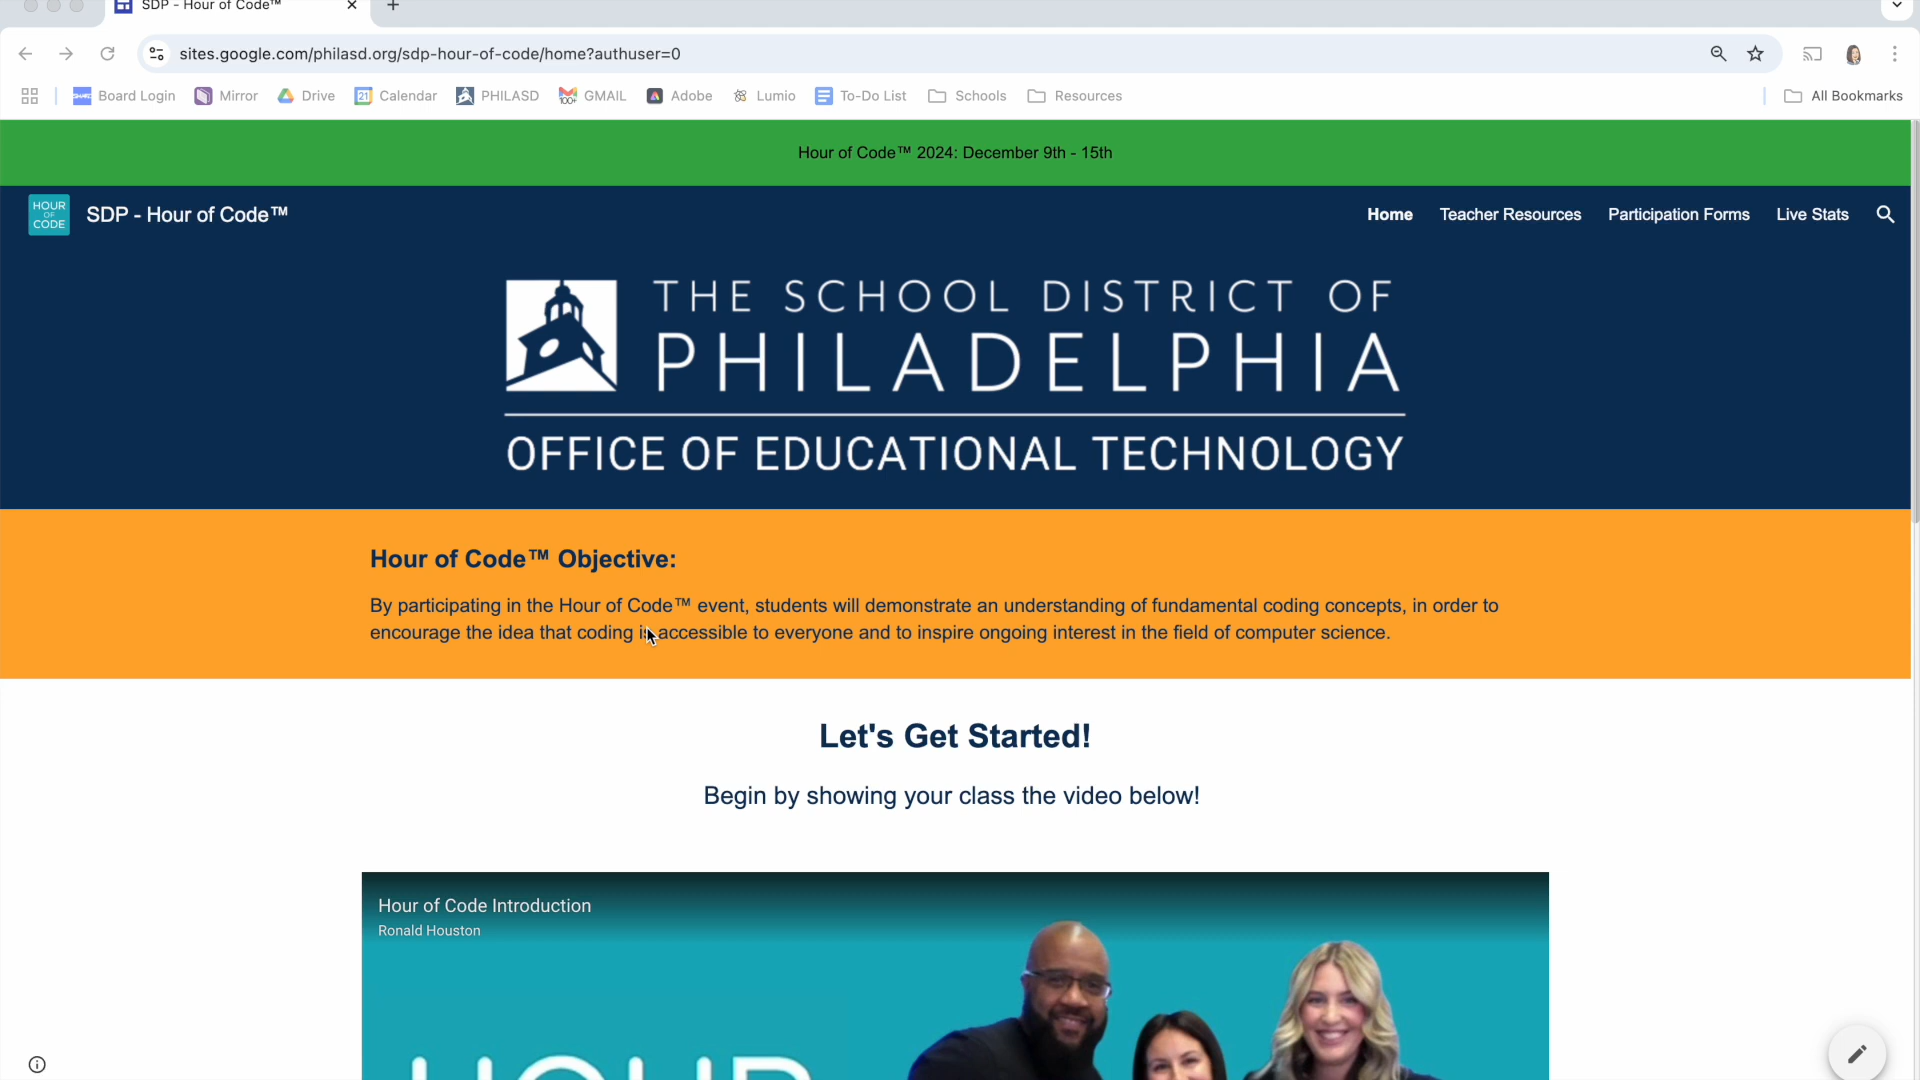 SDP - Hour of Code™
sites.google.com/philasd.org/sdp-hour-of-code/home?authuser=0
Board Login Mirror Drive Calendar PHILASD GMAIL Adobe Lumio To-Do List Schools Resources All Bookmarks
Hour of Code™ 2024: December 9th - 15th
HOUR
OF
CODE
SDP - Hour of Code™
Home Teacher Resources Participation Forms Live Stats
THE SCHOOL DISTRICT OF
PHILADELPHIA
OFFICE OF EDUCATIONAL TECHNOLOGY
Hour of Code™ Objective:
By participating in the Hour of Code™ event, students will demonstrate an understanding of fundamental coding concepts, in order to
encourage the idea that coding is accessible to everyone and to inspire ongoing interest in the field of computer science.
Let's Get Started!
Begin by showing your class the video below!
Hour of Code Introduction
Ronald Houston
HOUR